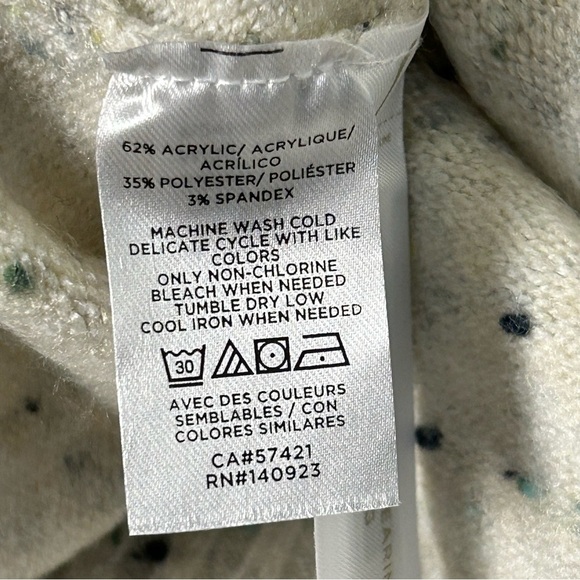 62% ACRYLIC/ ACRYLIQUE/
ACRÍLICO
35% POLYESTER/ POLIÉSTER
3% SPANDEX
MACHINE WASH COLD
DELICATE CYCLE WITH LIKE
COLORS
ONLY NON-CHLORINE
BLEACH WHEN NEEDED
TUMBLE DRY LOW
COOL IRON WHEN NEEDED
30
AVEC DES COULEURS
SEMBLABLES / CON
COLORES SIMILARES
CA#57421
RN#140923